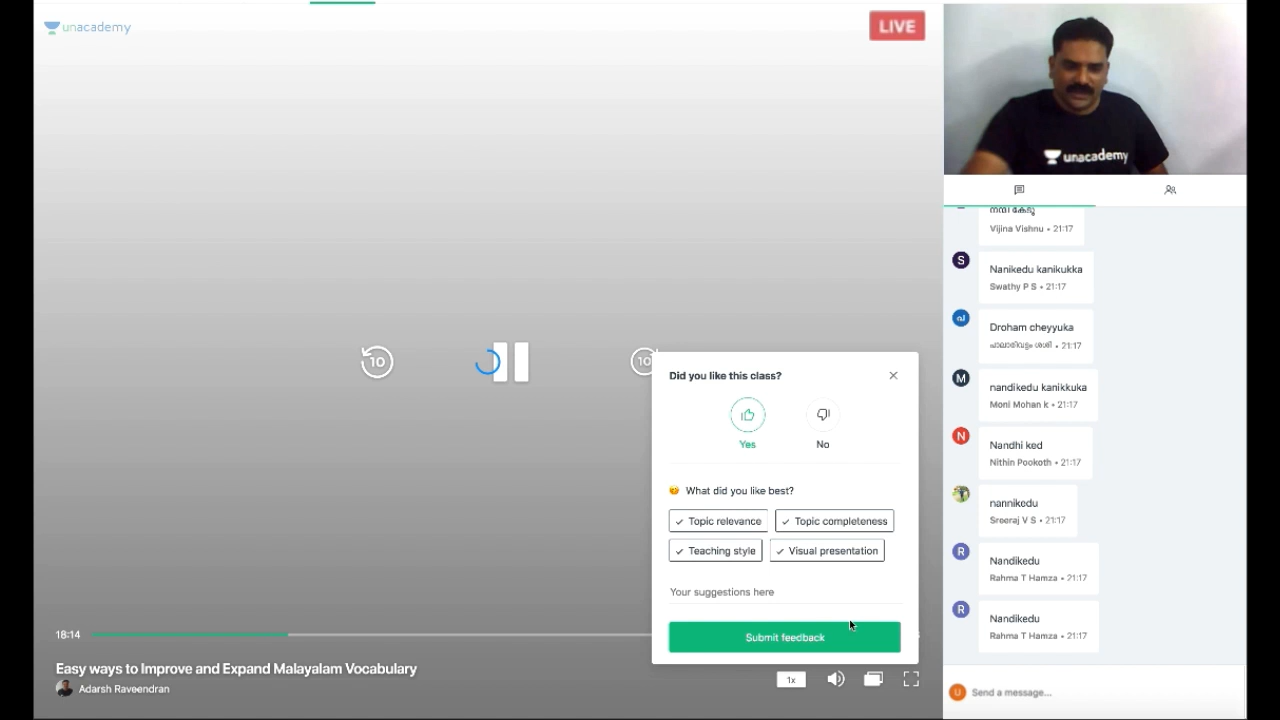 unacademy
LIVE
unacademy
നന്ദി കേടു
Vijina Vishnu • 21:17
S
Nanikedu kanikukka
Swathy P S • 21:17
Droham cheyyuka
• 21:17
M
nandikedu kanikkuka
Moni Mohan k • 21:17
N
Nandhi ked
Nithin Pookoth • 21:17
nannikedu
Sreeraj V S • 21:17
R
Nandikedu
Rahma T Hamza • 21:17
R
Nandikedu
Rahma T Hamza • 21:17
U
Send a message...
10
10
Did you like this class?
Yes
No
What did you like best?
Topic relevance
Topic completeness
Teaching style
Visual presentation
Your suggestions here
Submit feedback
18:14
Easy ways to Improve and Expand Malayalam Vocabulary
Adarsh Raveendran
1x